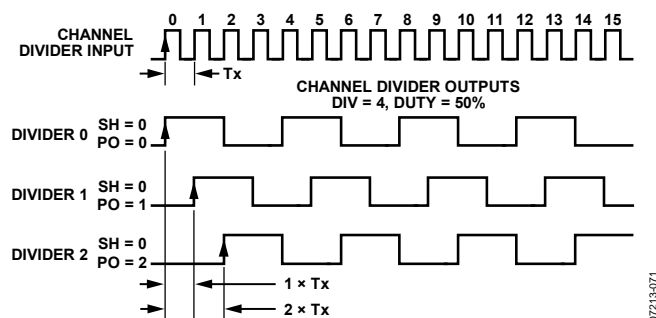 0 1 2 3 4 5 6 7 8 9 10 11 12 13 14 15
CHANNEL
DIVIDER INPUT
Tx
CHANNEL DIVIDER OUTPUTS
DIV = 4, DUTY = 50%
DIVIDER 0
SH = 0
PO = 0
DIVIDER 1
SH = 0
PO = 1
DIVIDER 2
SH = 0
PO = 2
1 × Tx
2 × Tx
07213-071